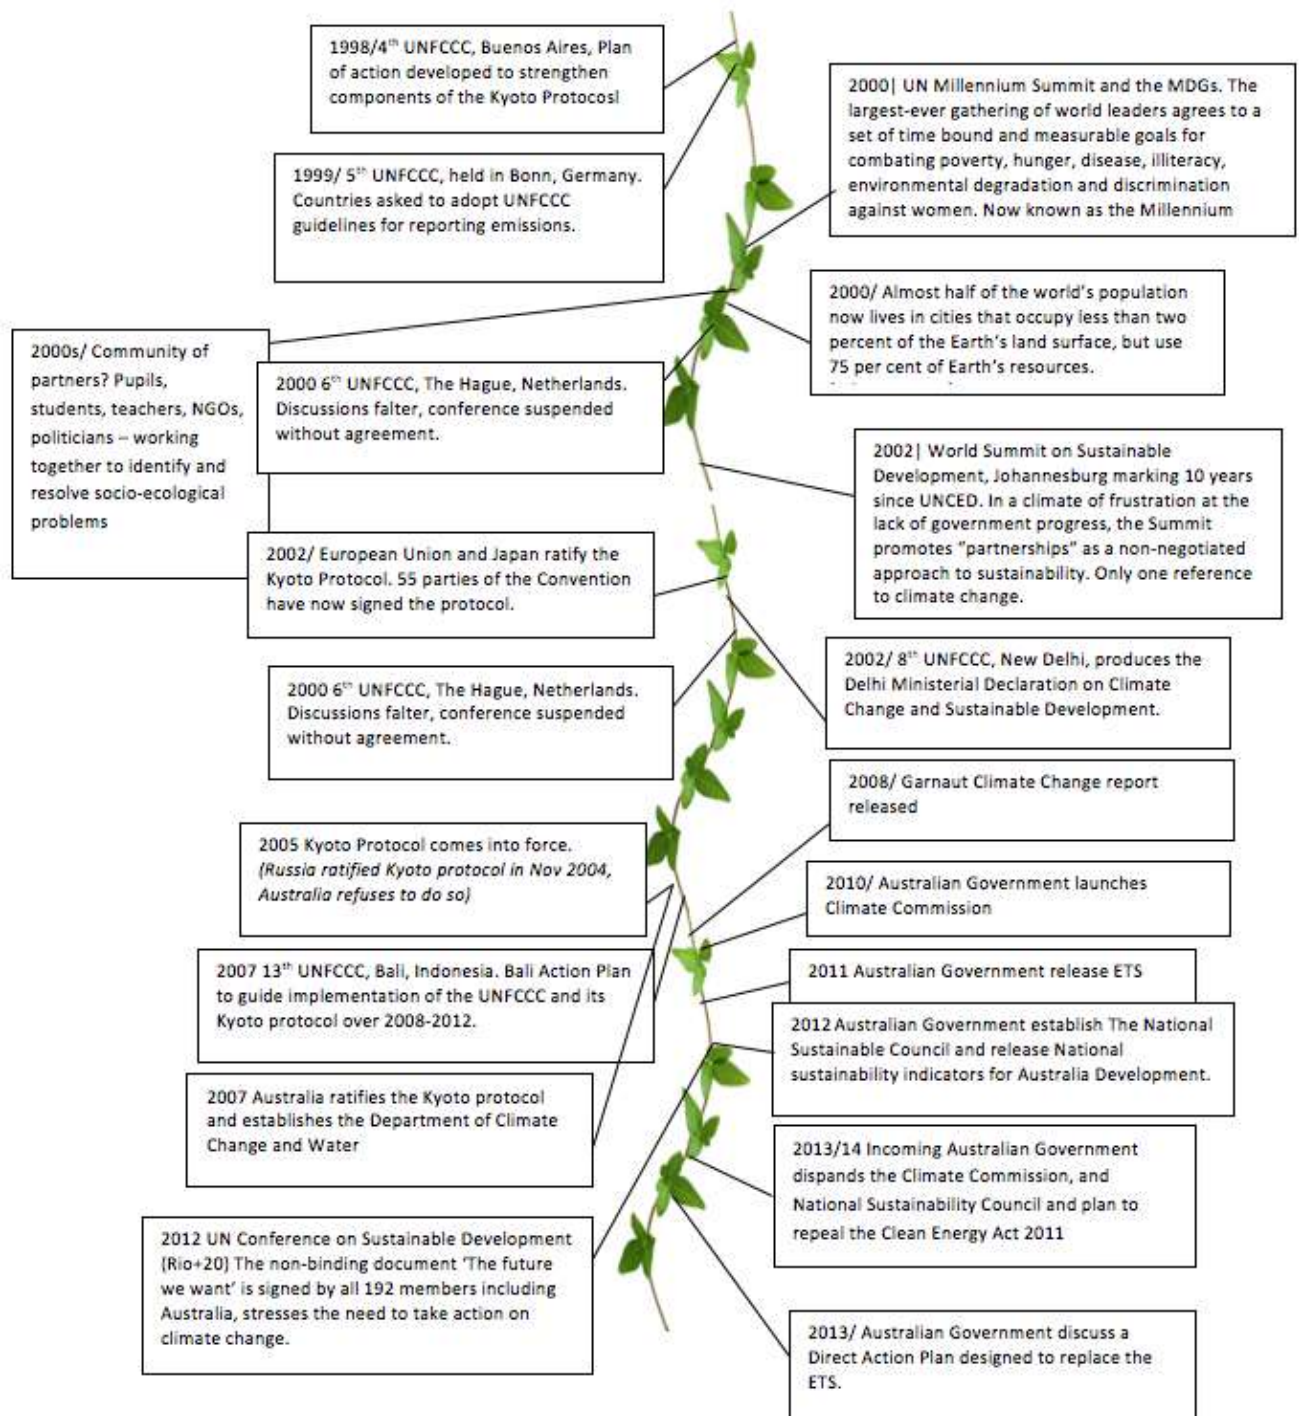 1998/4th UNFCCC, Buenos Aires, Plan
of action developed to strengthen
components of the Kyoto Protocosl
2000| UN Millennium Summit and the MDGs. The
largest-ever gathering of world leaders agrees to a
set of time bound and measurable goals for
combating poverty, hunger, disease, illiteracy,
environmental degradation and discrimination
against women. Now known as the Millennium
1999/ 5th UNFCCC, held in Bonn, Germany.
Countries asked to adopt UNFCCC
guidelines for reporting emissions.
2000/ Almost half of the world's population
now lives in cities that occupy less than two
percent of the Earth's land surface, but use
75 per cent of Earth's resources.
2000s/ Community of
partners? Pupils,
students, teachers, NGOs,
politicians – working
together to identify and
resolve socio-ecological
problems
2000 6th UNFCCC, The Hague, Netherlands.
Discussions falter, conference suspended
without agreement.
2002| World Summit on Sustainable
Development, Johannesburg marking 10 years
since UNCED. In a climate of frustration at the
lack of government progress, the Summit
promotes "partnerships" as a non-negotiated
approach to sustainability. Only one reference
to climate change.
2002/ European Union and Japan ratify the
Kyoto Protocol. 55 parties of the Convention
have now signed the protocol.
2002/ 8th UNFCCC, New Delhi, produces the
Delhi Ministerial Declaration on Climate
Change and Sustainable Development.
2000 6th UNFCCC, The Hague, Netherlands.
Discussions falter, conference suspended
without agreement.
2008/ Garnaut Climate Change report
released
2005 Kyoto Protocol comes into force.
(Russia ratified Kyoto protocol in Nov 2004,
Australia refuses to do so)
2010/ Australian Government launches
Climate Commission
2007 13th UNFCCC, Bali, Indonesia. Bali Action Plan
to guide implementation of the UNFCCC and its
Kyoto protocol over 2008-2012.
2011 Australian Government release ETS
2012 Australian Government establish The National
Sustainable Council and release National
sustainability indicators for Australia Development.
2007 Australia ratifies the Kyoto protocol
and establishes the Department of Climate
Change and Water
2013/14 Incoming Australian Government
dispands the Climate Commission, and
National Sustainability Council and plan to
repeal the Clean Energy Act 2011
2012 UN Conference on Sustainable Development
(Rio+20) The non-binding document 'The future
we want' is signed by all 192 members including
Australia, stresses the need to take action on
climate change.
2013/ Australian Government discuss a
Direct Action Plan designed to replace the
ETS.